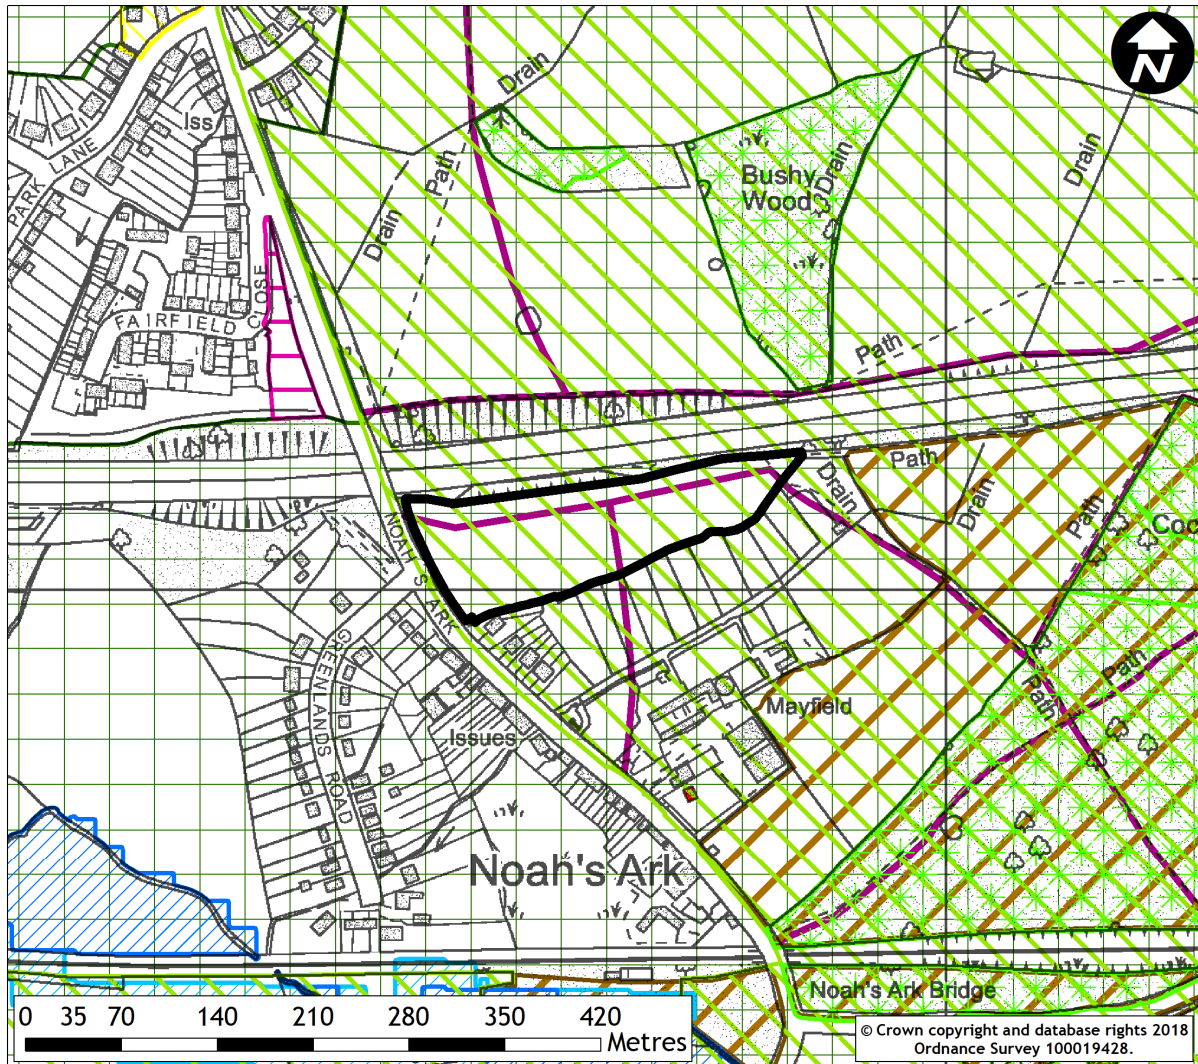 N
Drain
Iss
PARK LANE
Path
Drain
Bushy
Wood
Drain
Drain
FAIRFIELD
CLOSE
Path
Path
Drain
Drain
Path
Coc
NOAH'S ARK
GREENLANDS ROAD
Path
Path
Mayfield
Issues
Noah's Ark
Noah's Ark Bridge
0 35 70 140 210 280 350 420
Metres
© Crown copyright and database rights 2018
Ordnance Survey 100019428.